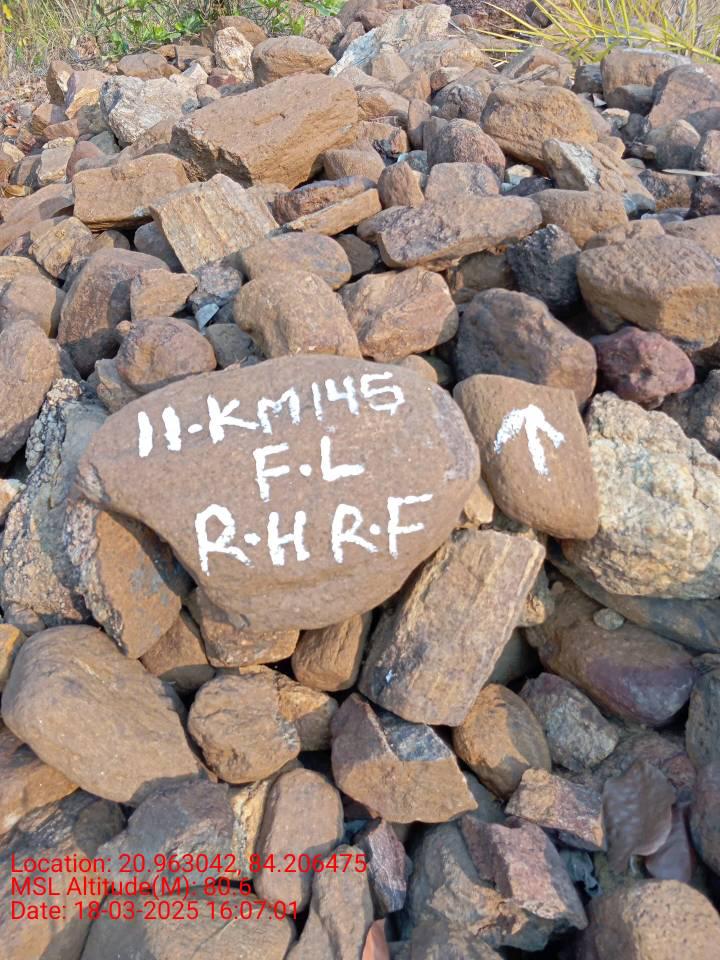 11.KM145
↑
F.L
R.H R.F
Location: 20.963042, 84.206475
MSL Altitude(M): 80.6
Date: 18-03-2025 16:07:01